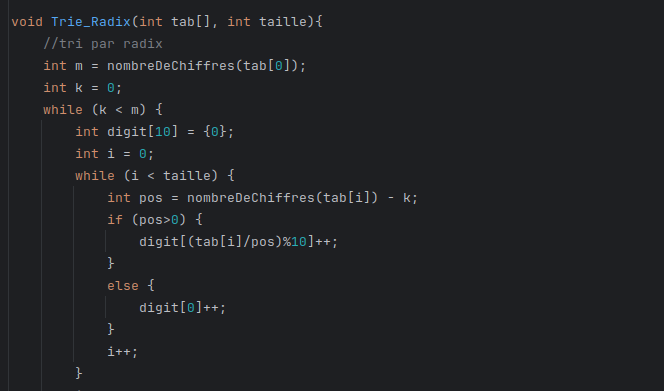 void Trie_Radix(int tab[], int taille){
    //tri par radix
    int m = nombreDeChiffres(tab[0]);
    int k = 0;
    while (k < m) {
        int digit[10] = {0};
        int i = 0;
        while (i < taille) {
            int pos = nombreDeChiffres(tab[i]) - k;
            if (pos>0) {
                digit[(tab[i]/pos)%10]++;
            }
            else {
                digit[0]++;
            }
            i++;
        }